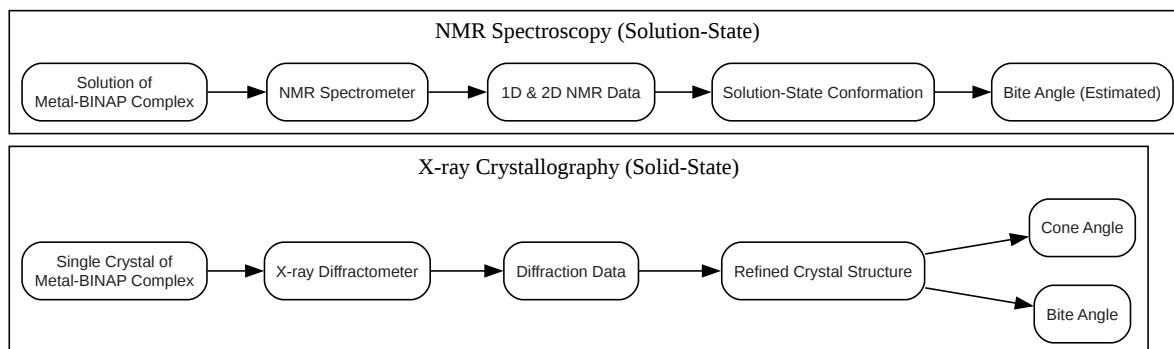 NMR Spectroscopy (Solution-State)
Solution of
Metal-BINAP Complex
NMR Spectrometer
1D & 2D NMR Data
Solution-State Conformation
Bite Angle (Estimated)
X-ray Crystallography (Solid-State)
Single Crystal of
Metal-BINAP Complex
X-ray Diffractometer
Diffraction Data
Refined Crystal Structure
Cone Angle
Bite Angle